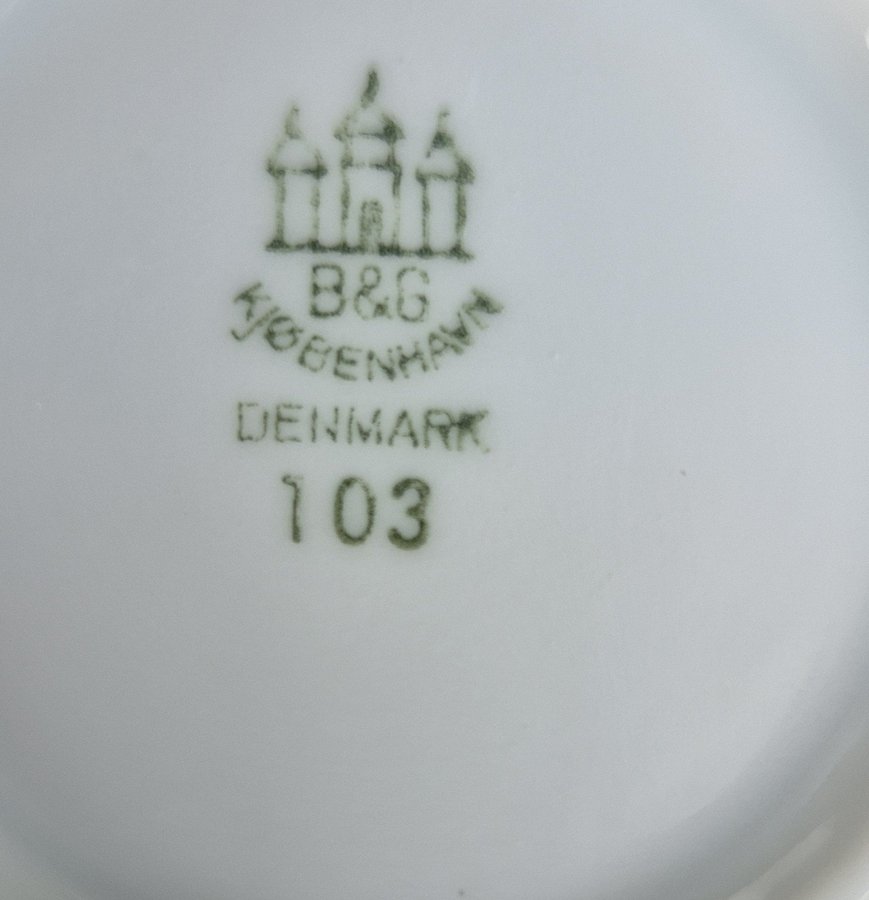 B&G
KJØBENHAVN
DENMARK
103